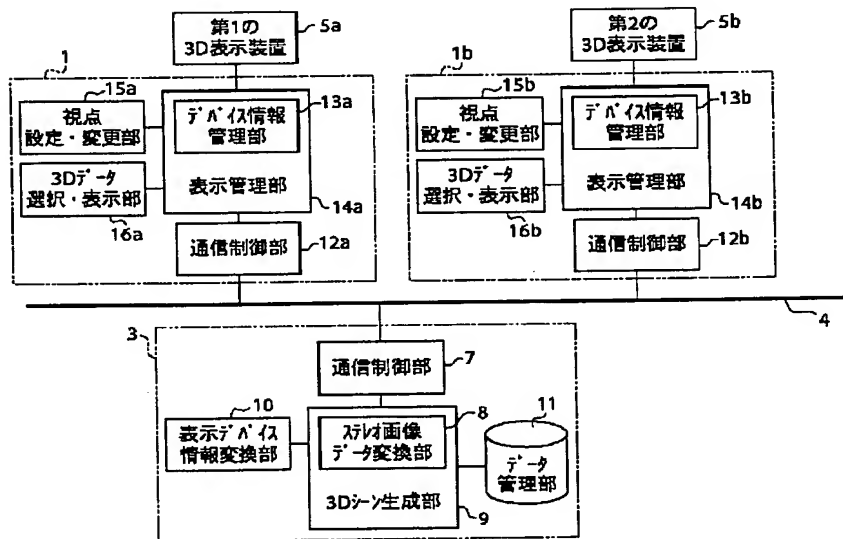 第1の
3D表示装置
5a
第2の
3D表示装置
5b
1
15a
視点
設定・変更部
デバイス情報
管理部
13a
3Dデータ
選択・表示部
16a
表示管理部
14a
通信制御部
12a
1b
15b
視点
設定・変更部
デバイス情報
管理部
13b
3Dデータ
選択・表示部
16b
表示管理部
14b
通信制御部
12b
4
3
通信制御部
7
10
表示デバイス
情報変換部
ステレオ画像
データ変換部
8
3Dシーン生成部
9
11
データ
管理部